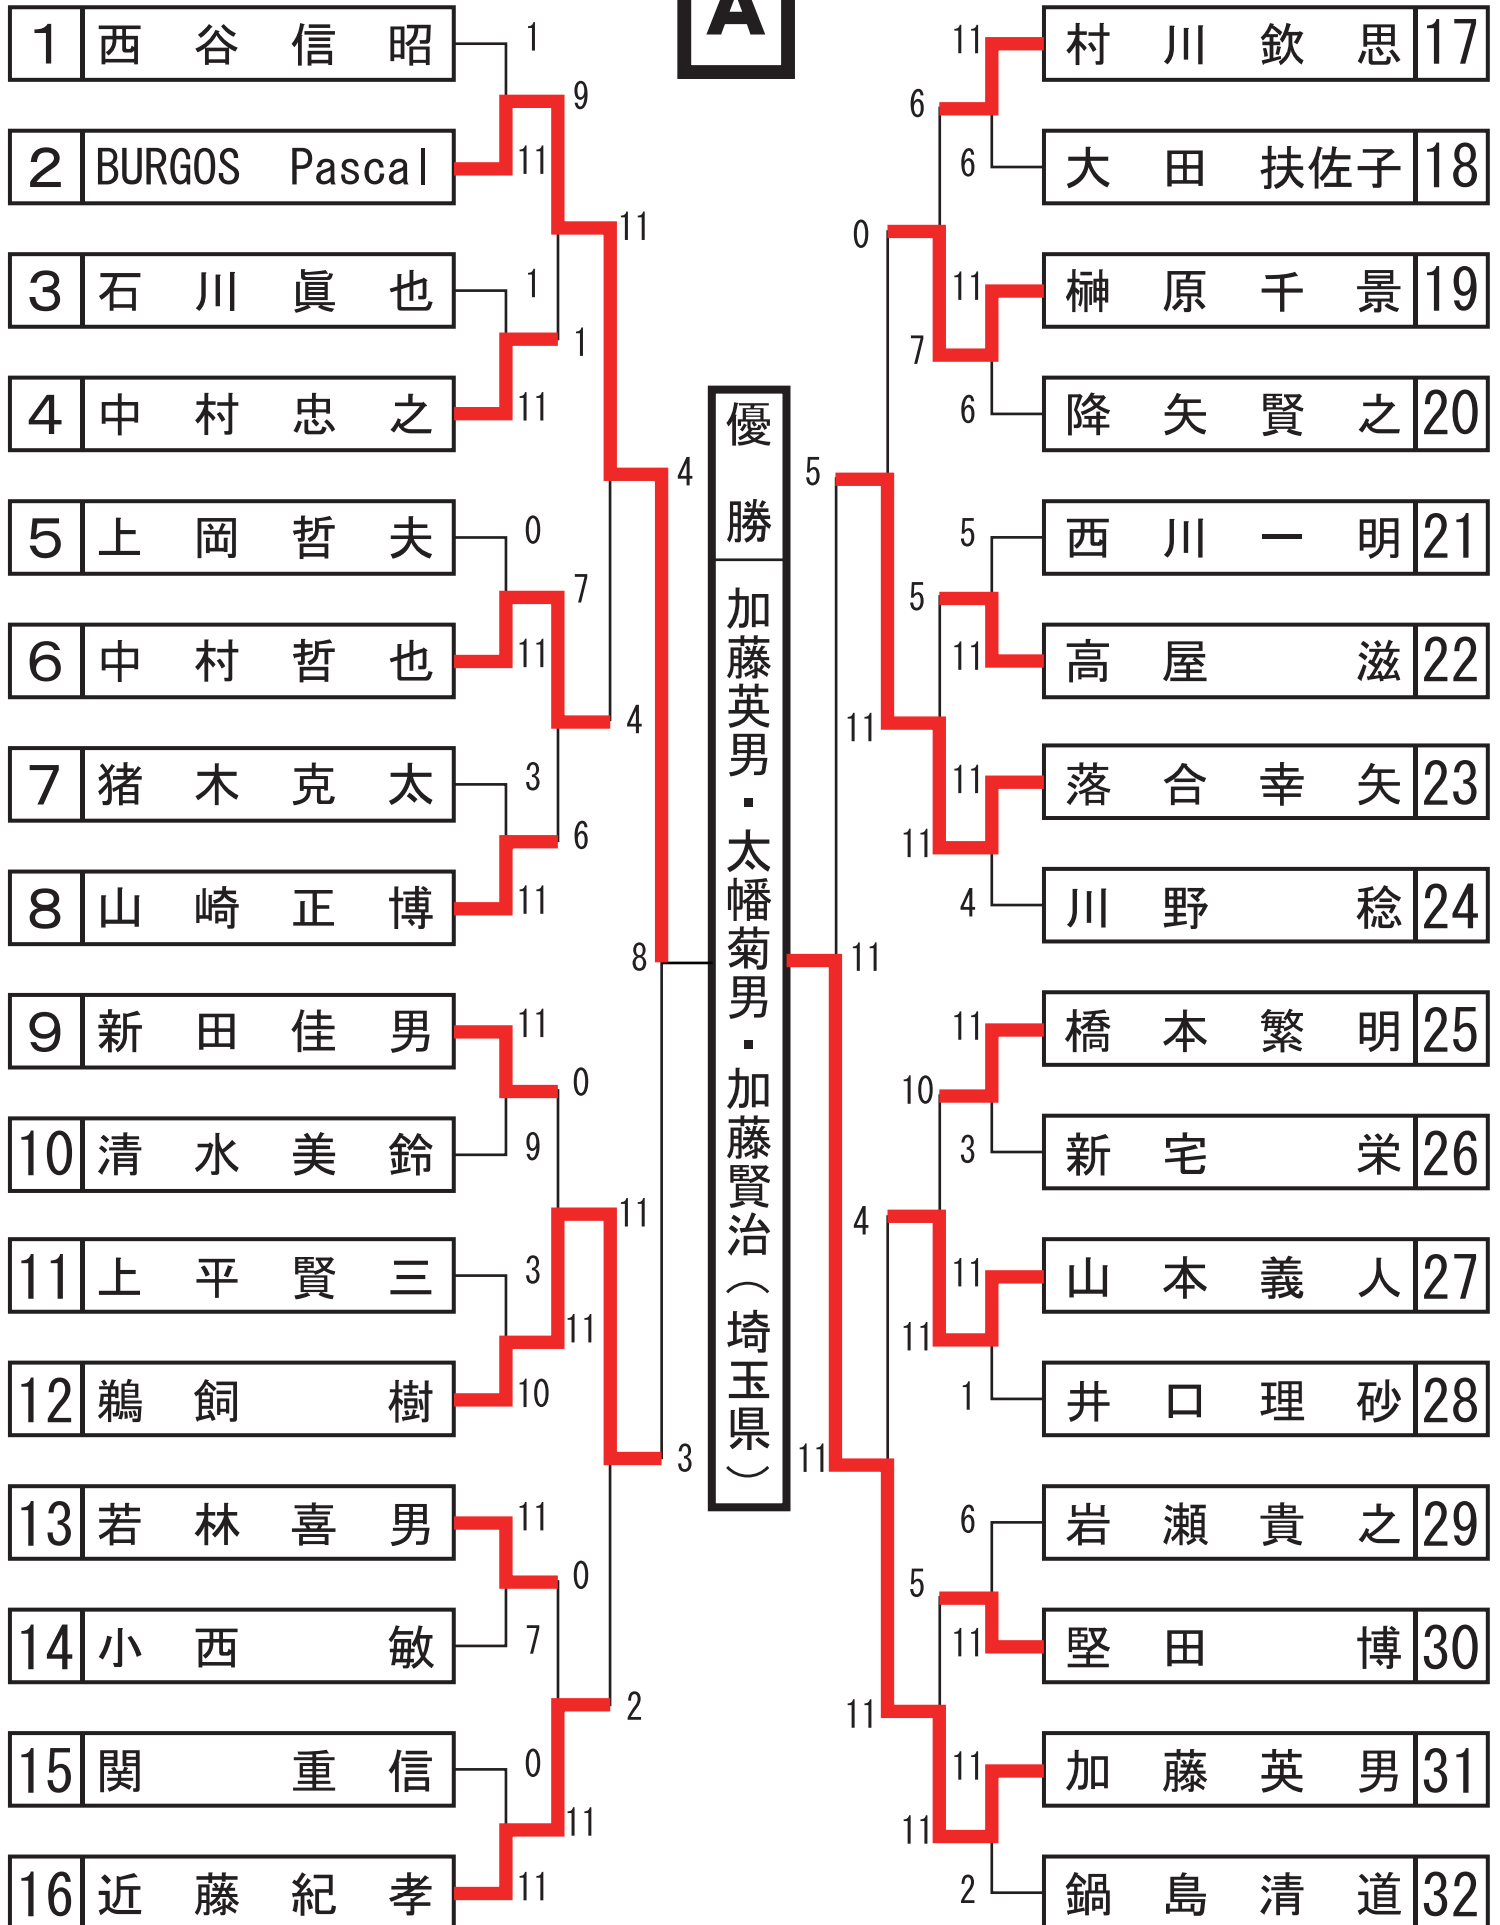 A
1 西谷信昭
1
9
2 BURGOS Pascal
11
11
3 石川眞也
1
1
4 中村忠之
11
4
5 上岡哲夫
0
7
6 中村哲也
11
4
7 猪木克太
3
6
8 山崎正博
11
8
9 新田佳男
11
0
10 清水美鈴
9
11
11 上平賢三
3
11
12 鵜飼樹
10
3
13 若林喜男
11
0
14 小西敏
7
2
15 関重信
0
11
16 近藤紀孝
11
優勝
加藤英男・太幡菊男・加藤賢治(埼玉県)
11
村川欽思 17
6
6
大田扶佐子 18
0
11
榊原千景 19
7
6
降矢賢之 20
5
5
西川一明 21
5
11
高屋滋 22
11
11
落合幸矢 23
11
4
川野稔 24
11
11
橋本繁明 25
10
3
新宅栄 26
4
11
山本義人 27
11
1
井口理砂 28
11
6
岩瀬貴之 29
5
11
堅田博 30
11
11
加藤英男 31
11
2
鍋島清道 32